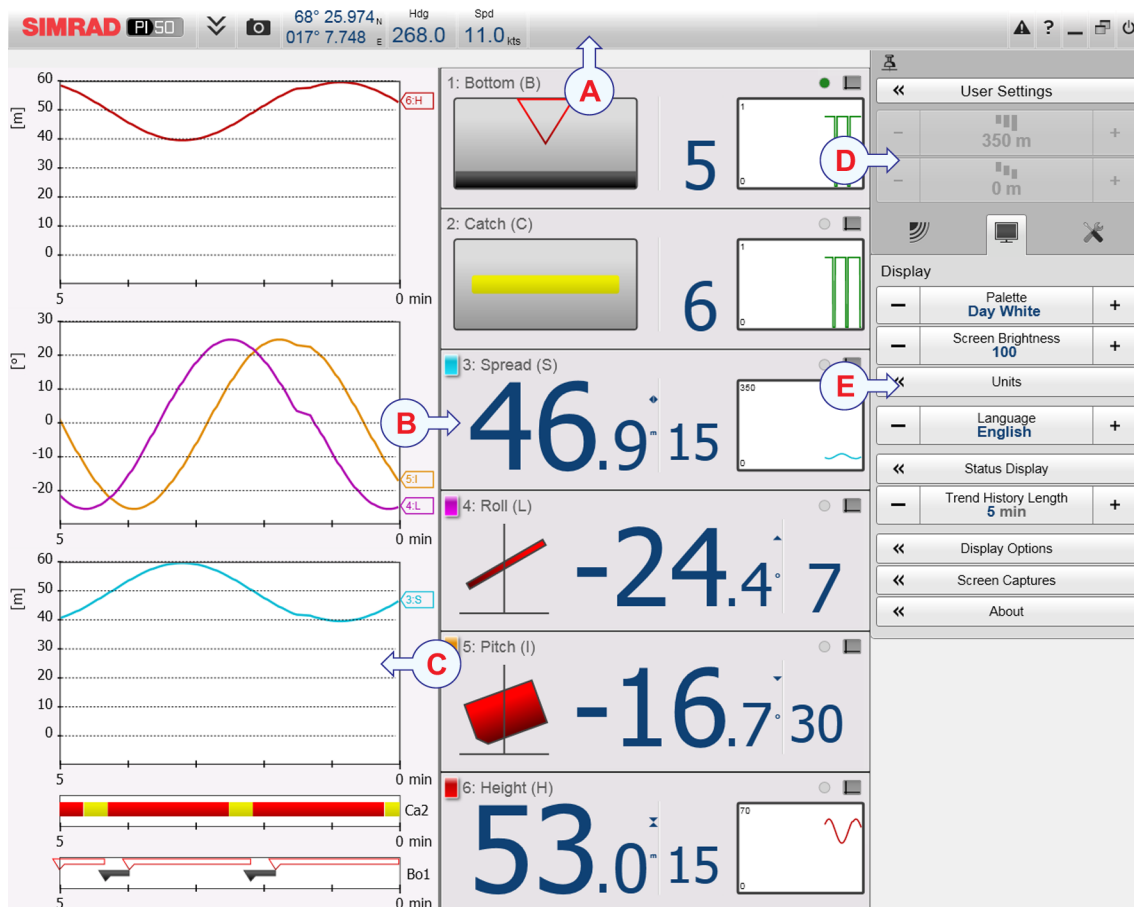 SIMRAD PI 50
68° 25.974 N
017° 7.748 E
Hdg
268.0
Spd
11.0 kts
?
A
[m]
60
50
40
30
20
10
0
6:H
5
0 min
[°]
30
20
10
0
-10
-20
5:I
4:L
5
0 min
[m]
60
50
40
30
20
10
0
3:S
5
0 min
Ca2
5
0 min
Bo1
5
0 min
B
C
1: Bottom (B)
5
1
0
2: Catch (C)
6
1
0
3: Spread (S)
46.9 m
15
350
0
4: Roll (L)
-24.4°
7
5: Pitch (I)
-16.7°
30
6: Height (H)
53.0 m
15
70
0
D
E
« User Settings
- 350 m +
- 0 m +
Display
- Palette +
Day White
- Screen Brightness +
100
« Units
- Language +
English
« Status Display
- Trend History Length +
5 min
« Display Options
« Screen Captures
« About